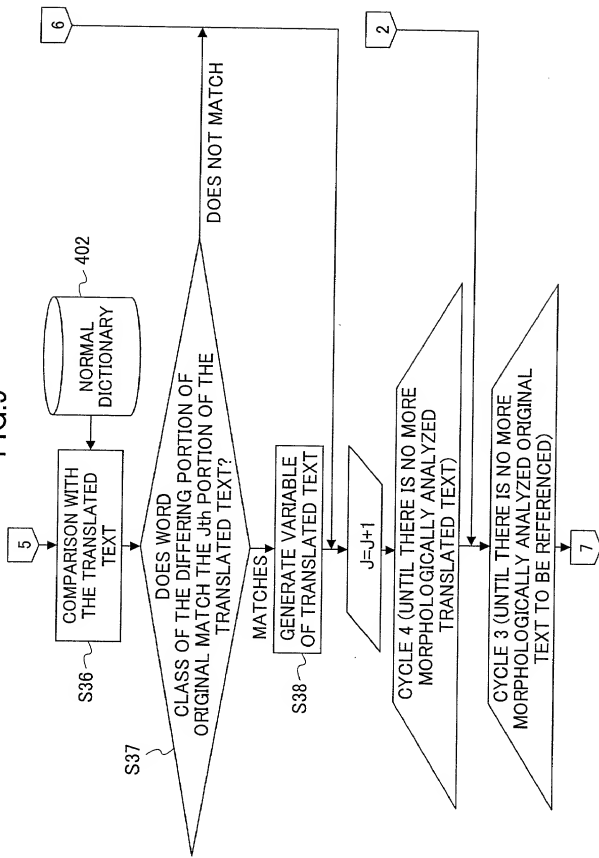 5
6
S36
COMPARISON WITH
THE TRANSLATED
TEXT
NORMAL
DICTIONARY
402
S37
DOES WORD
CLASS OF THE DIFFERING PORTION OF
ORIGINAL MATCH THE Jth PORTION OF THE
TRANSLATED TEXT?
DOES NOT MATCH
MATCHES
S38
GENERATE VARIABLE
OF TRANSLATED TEXT
J=J+1
2
CYCLE 4 (UNTIL THERE IS NO MORE
MORPHOLOGICALLY ANALYZED
TRANSLATED TEXT)
CYCLE 3 (UNTIL THERE IS NO MORE
MORPHOLOGICALLY ANALYZED ORIGINAL
TEXT TO BE REFERENCED)
7